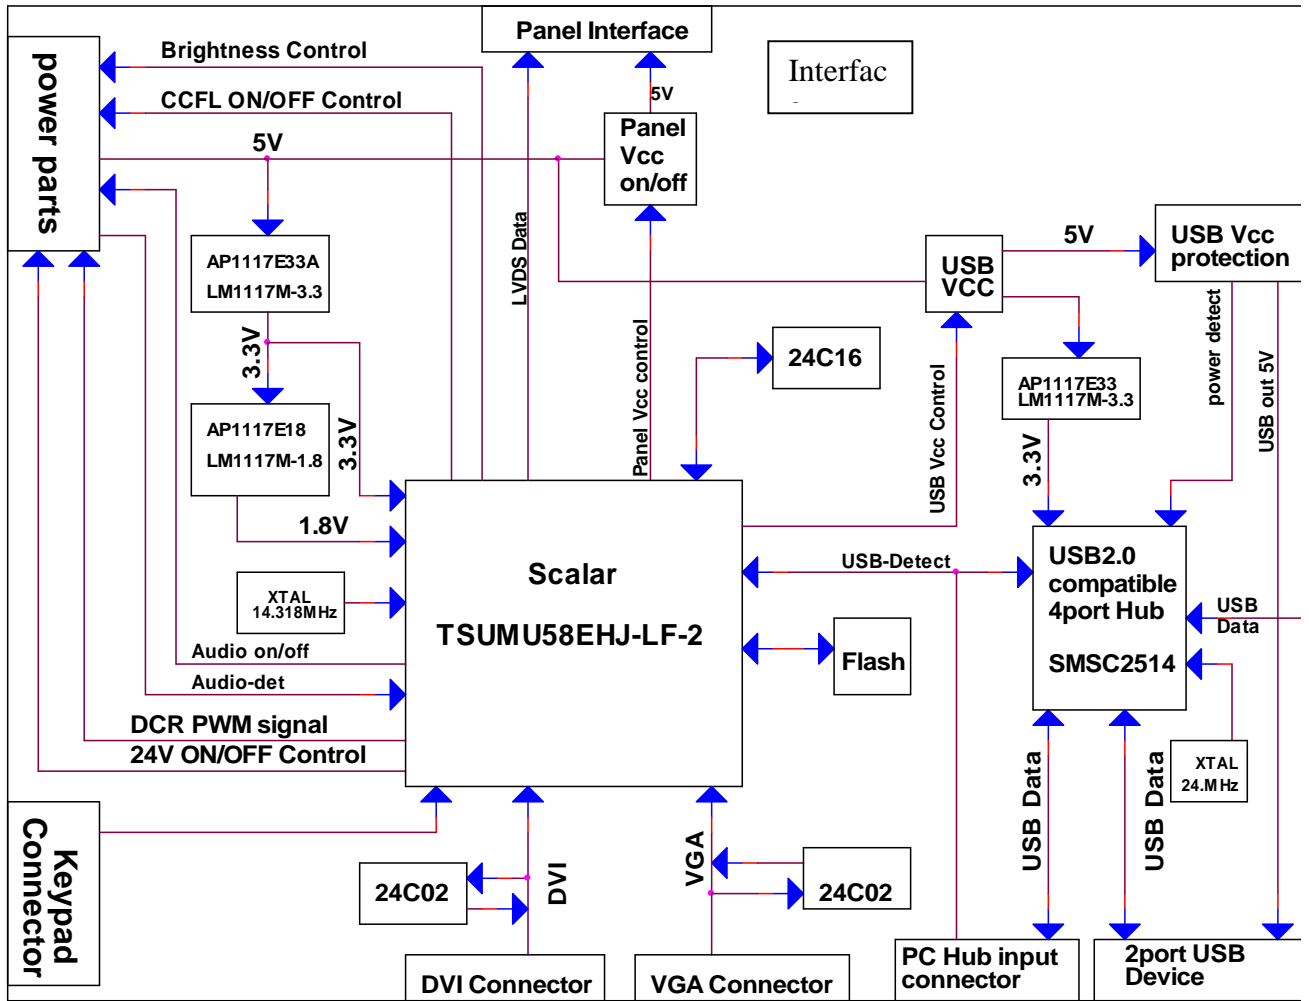 Panel Interface
Interfac
Brightness Control
CCFL ON/OFF Control
power parts
5V
5V
Panel
Vcc
on/off
LVDS Data
Panel Vcc control
AP1117E33A
LM1117M-3.3
3.3V
3.3V
AP1117E18
LM1117M-1.8
1.8V
24C16
USB
VCC
5V
USB Vcc
protection
power detect
USB out 5V
USB Vcc Control
AP1117E33
LM1117M-3.3
3.3V
XTAL
14.318MHz
Scalar
TSUMU58EHJ-LF-2
USB-Detect
Flash
USB2.0
compatible
4port Hub
SMSC2514
USB
Data
XTAL
24.MHz
Audio on/off
Audio-det
DCR PWM signal
24V ON/OFF Control
Keypad
Connector
24C02
DVI
VGA
24C02
USB Data
USB Data
DVI Connector
VGA Connector
PC Hub input
connector
2port USB
Device